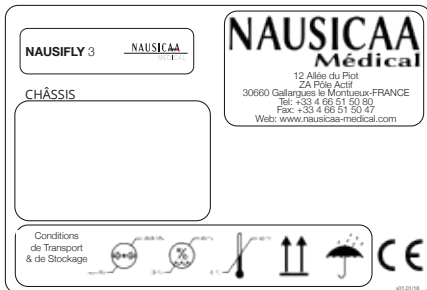 NAUSIFLY 3
NAUSICAA
MEDICAL
NAUSICAA
Médical
12 Allée du Piot
ZA Pôle Actif
30660 Gallargues le Montueux-FRANCE
Tel: +33 4 66 51 50 80
Fax: +33 4 66 51 50 47
Web: www.nausicaa-medical.com
CHÂSSIS
Conditions
de Transport
& de Stockage
%
CE